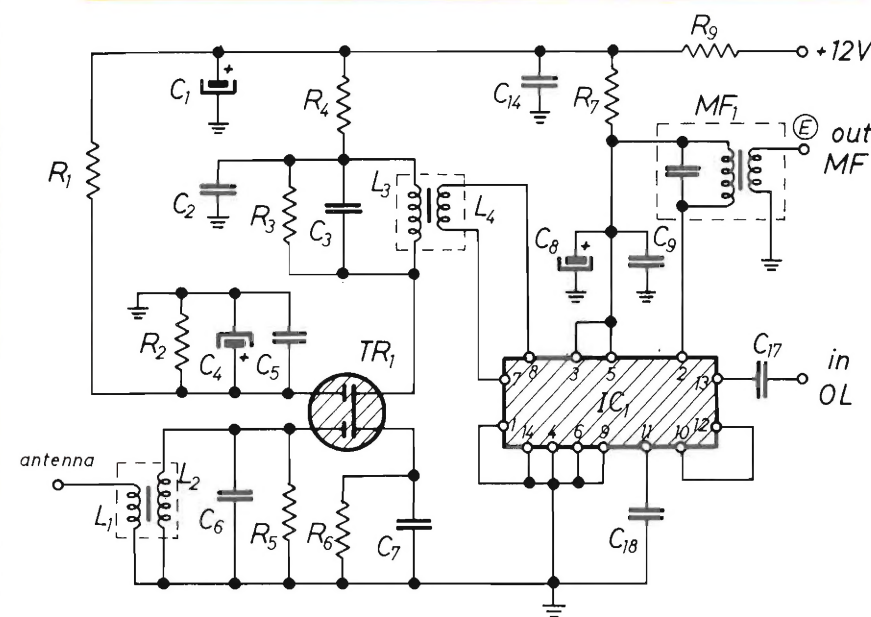 R9
+12V
C1
+
R4
C14
R7
MF1
E
out
MF
R1
C2
R3
C3
L3
L4
C8
+
C9
R2
C4
+
C5
TR1
C17
in
OL
7
8
3
5
2
13
IC1
1
14
4
6
9
11
10
12
antenna
L1
L2
C6
R5
R6
C7
C18